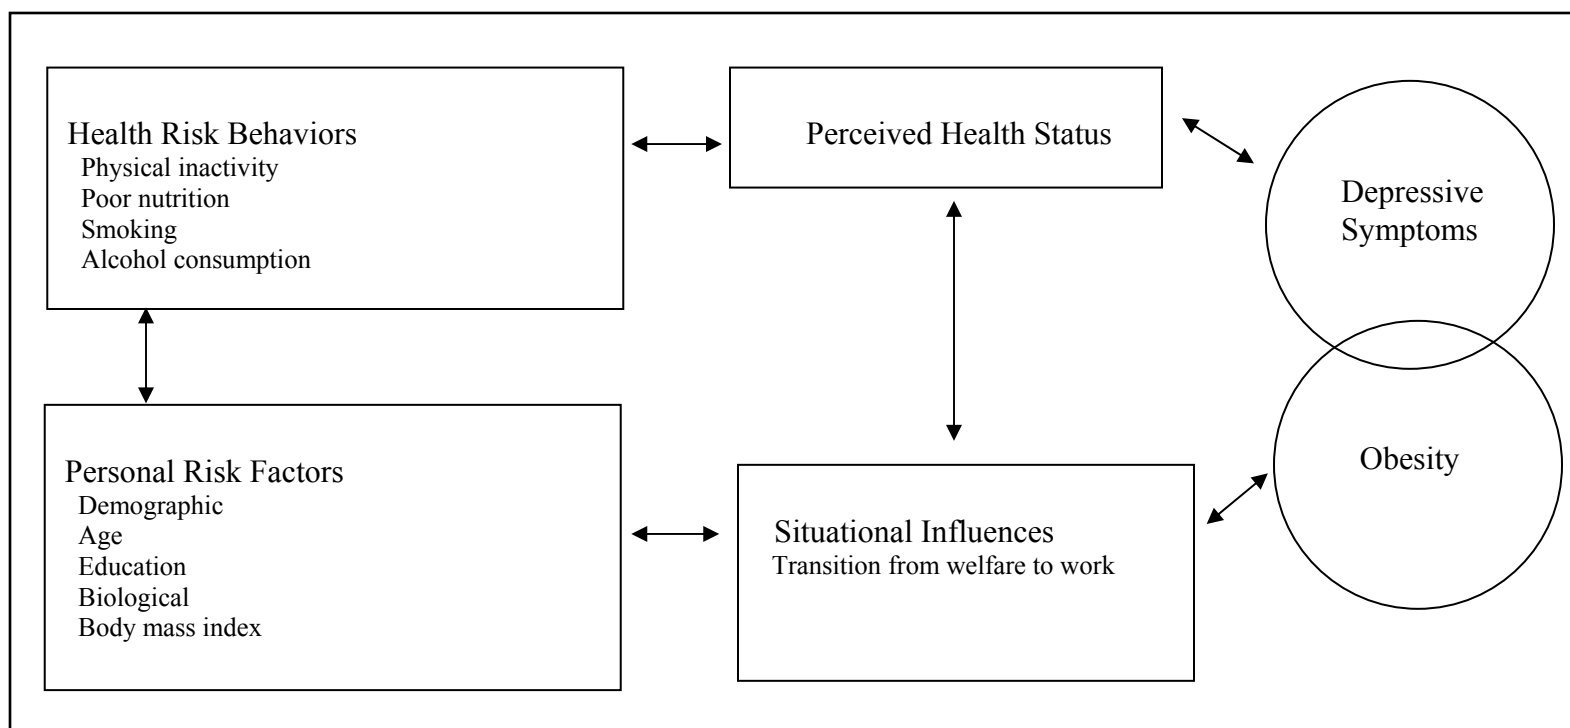 Health Risk Behaviors
Physical inactivity
Poor nutrition
Smoking
Alcohol consumption
Perceived Health Status
Depressive
Symptoms
Personal Risk Factors
Demographic
Age
Education
Biological
Body mass index
Situational Influences
Transition from welfare to work
Obesity